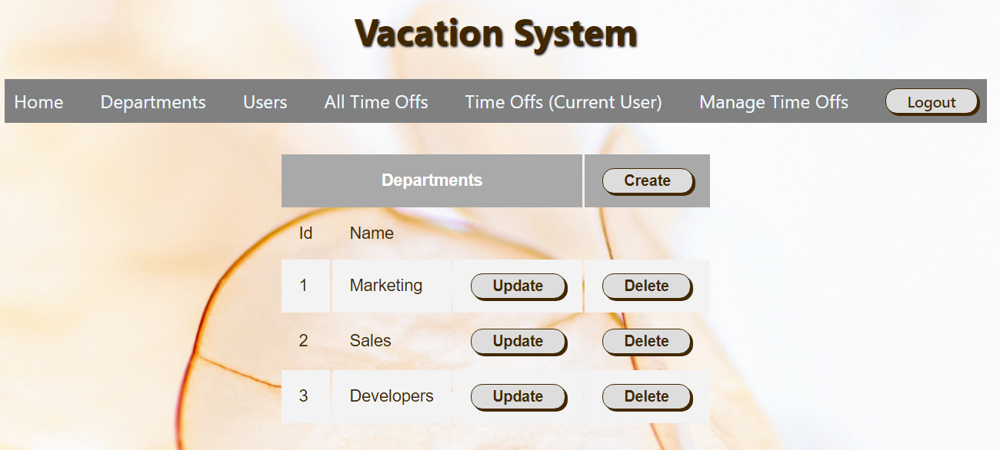 Vacation System
Home Departments Users All Time Offs Time Offs (Current User) Manage Time Offs Logout
Departments Create
Id Name
1 Marketing Update Delete
2 Sales Update Delete
3 Developers Update Delete